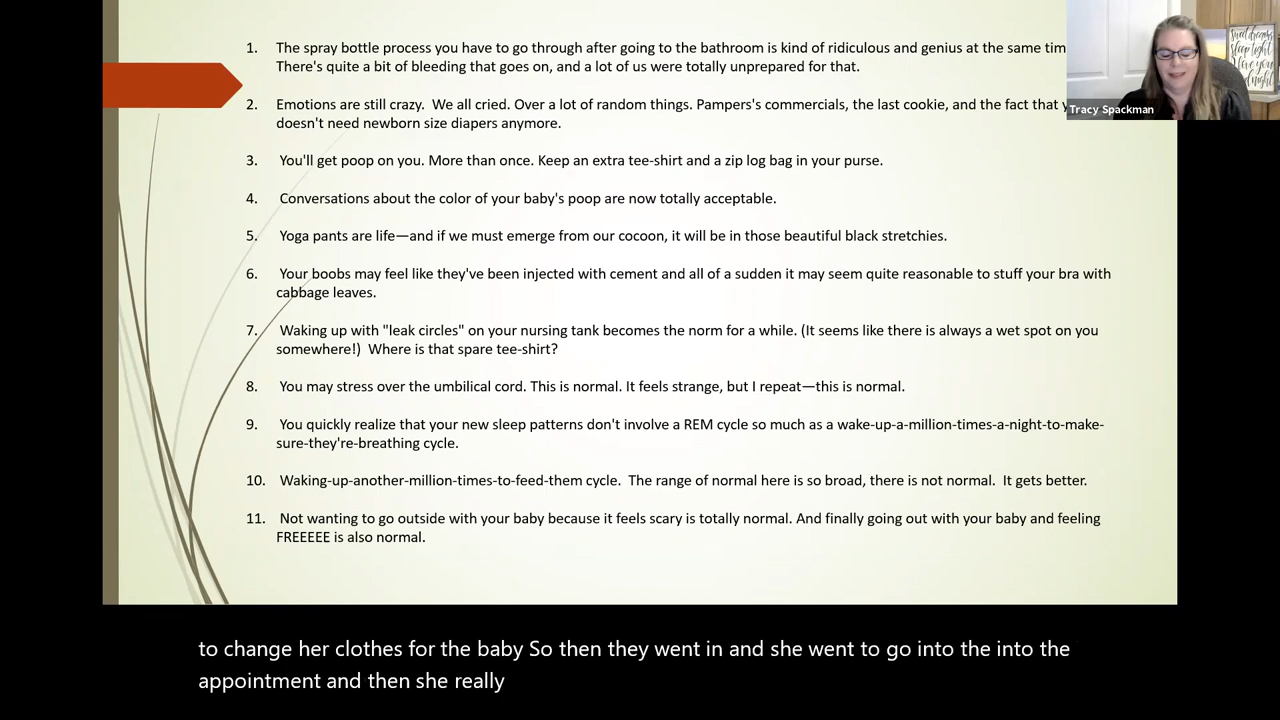 1. The spray bottle process you have to go through after going to the bathroom is kind of ridiculous and genius at the same
There's quite a bit of bleeding that goes on, and a lot of us were totally unprepared for that.
2. Emotions are still crazy.  We all cried. Over a lot of random things. Pampers's commercials, the last cookie, and the fact that
doesn't need newborn size diapers anymore.
3. You'll get poop on you. More than once. Keep an extra tee-shirt and a zip log bag in your purse.
4. Conversations about the color of your baby's poop are now totally acceptable.
5. Yoga pants are life—and if we must emerge from our cocoon, it will be in those beautiful black stretchies.
6. Your boobs may feel like they've been injected with cement and all of a sudden it may seem quite reasonable to stuff your bra with
cabbage leaves.
7. Waking up with "leak circles" on your nursing tank becomes the norm for a while. (It seems like there is always a wet spot on you
somewhere!)  Where is that spare tee-shirt?
8. You may stress over the umbilical cord. This is normal. It feels strange, but I repeat—this is normal.
9. You quickly realize that your new sleep patterns don't involve a REM cycle so much as a wake-up-a-million-times-a-night-to-make-
sure-they're-breathing cycle.
10. Waking-up-another-million-times-to-feed-them cycle.  The range of normal here is so broad, there is not normal.  It gets better.
11. Not wanting to go outside with your baby because it feels scary is totally normal. And finally going out with your baby and feeling
FREEEEE is also normal.
sweet dreams
sleep tight
I love you
Tracy Spackman
to change her clothes for the baby So then they went in and she went to go into the into the
appointment and then she really